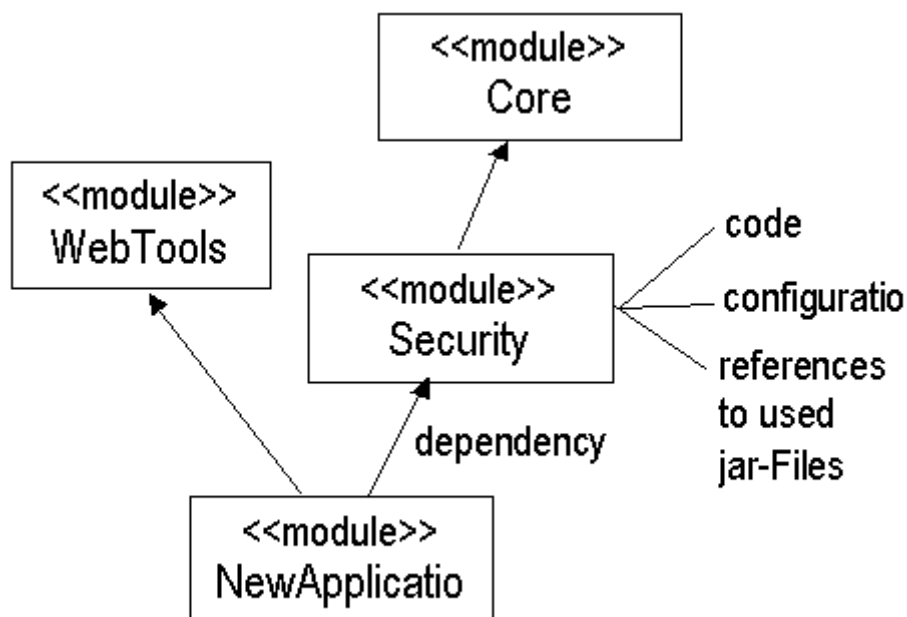 <<module>>
Core
<<module>>
WebTools
<<module>>
Security
code
configuratio
references
to used
jar-Files
dependency
<<module>>
NewApplicatio